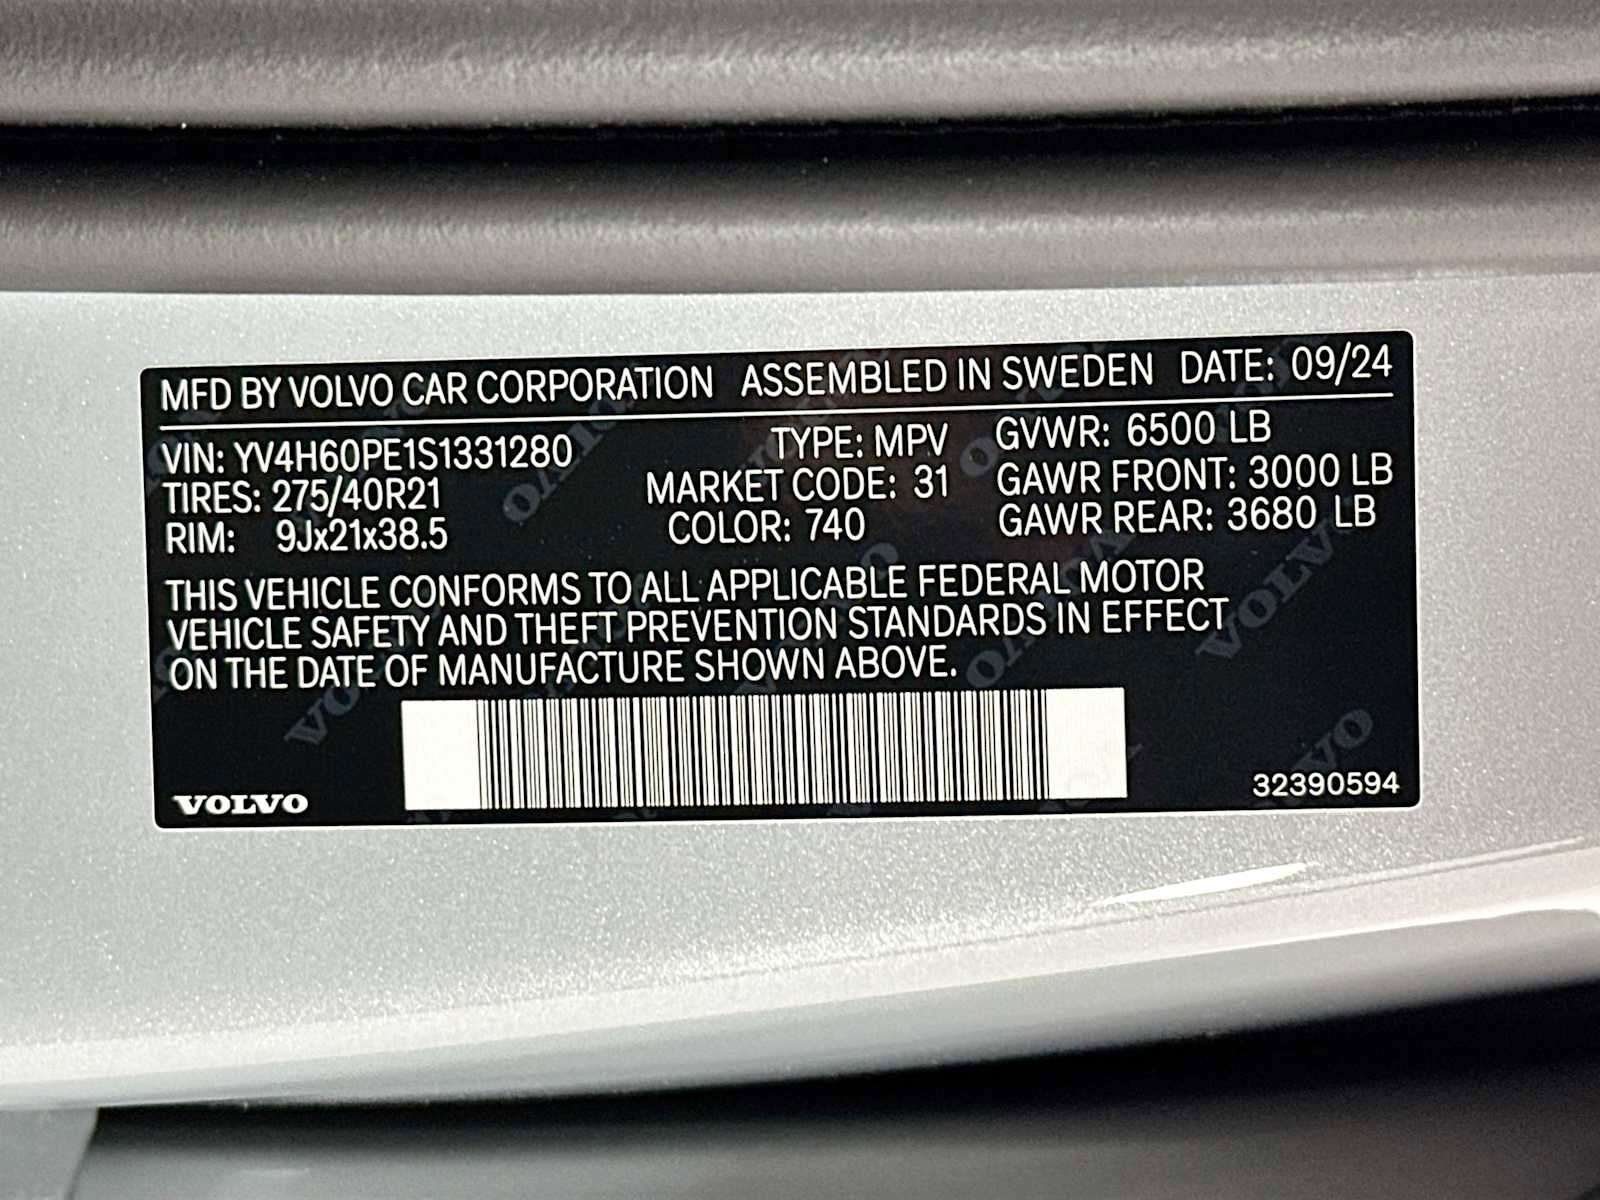 MFD BY VOLVO CAR CORPORATION ASSEMBLED IN SWEDEN DATE: 09/24
VIN: YV4H60PE1S1331280 TYPE: MPV GVWR: 6500 LB
TIRES: 275/40R21 MARKET CODE: 31 GAWR FRONT: 3000 LB
RIM: 9Jx21x38.5 COLOR: 740 GAWR REAR: 3680 LB
THIS VEHICLE CONFORMS TO ALL APPLICABLE FEDERAL MOTOR
VEHICLE SAFETY AND THEFT PREVENTION STANDARDS IN EFFECT
ON THE DATE OF MANUFACTURE SHOWN ABOVE.
VOLVO 32390594